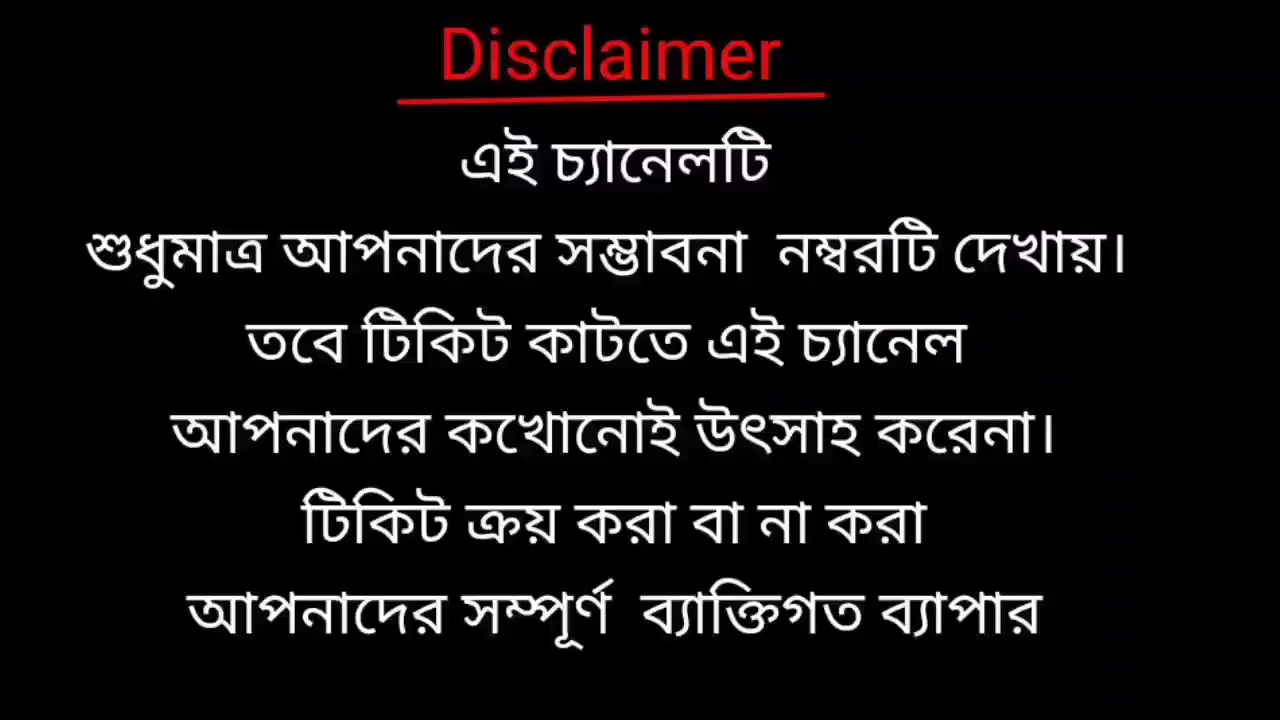 Disclaimer
এই চ্যানেলটি
শুধুমাত্র আপনাদের সম্ভাবনা নম্বরটি দেখায়।
তবে টিকিট কাটতে এই চ্যানেল
আপনাদের কখোনোই উৎসাহ করেনা।
টিকিট ক্রয় করা বা না করা
আপনাদের সম্পূর্ণ ব্যাক্তিগত ব্যাপার